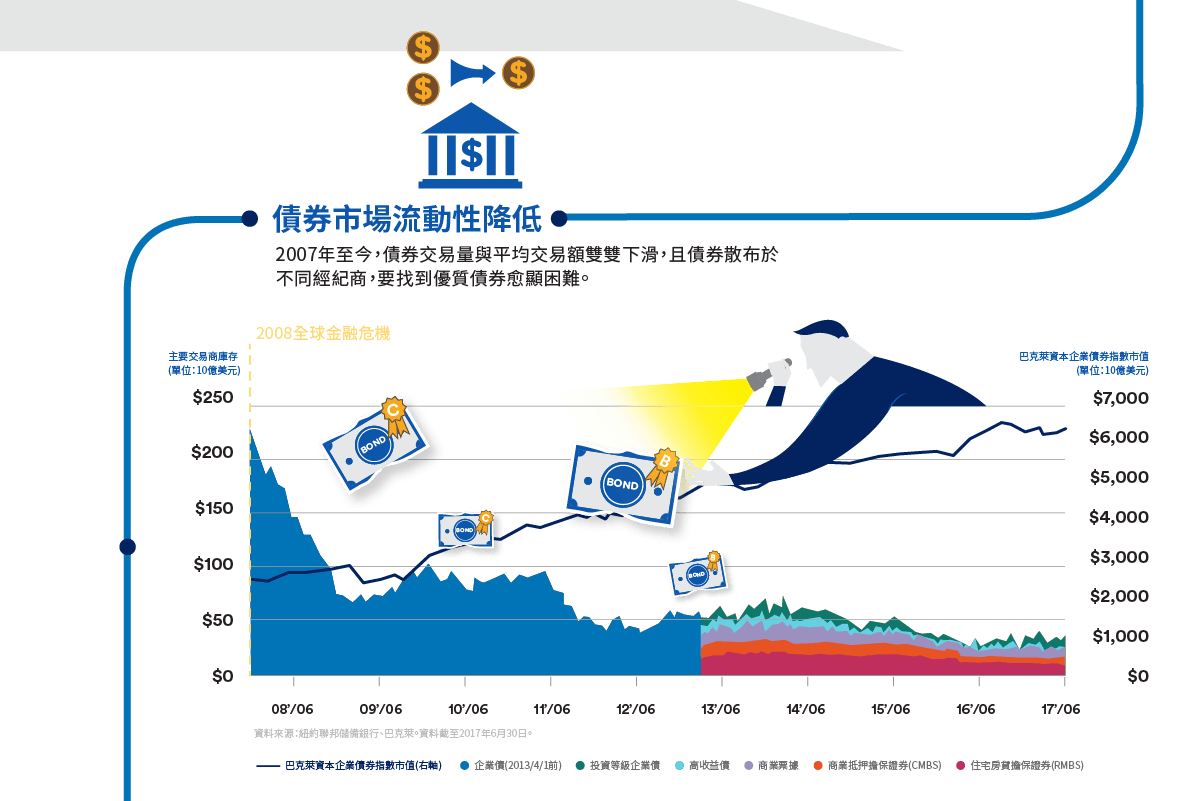 $
$
$
$
債券市場流動性降低
2007年至今，債券交易量與平均交易額雙雙下滑，且債券散布於
不同經紀商，要找到優質債券愈顯困難。
2008全球金融危機
主要交易商庫存
(單位：10億美元)
巴克萊資本企業債券指數市值
(單位：10億美元)
$250
$200
$150
$100
$50
$0
$7,000
$6,000
$5,000
$4,000
$3,000
$2,000
$1,000
$0
C
BOND
B
BOND
C
BOND
B
BOND
08'/06
09'/06
10'/06
11'/06
12'/06
13'/06
14'/06
15'/06
16'/06
17'/06
資料來源：紐約聯邦儲備銀行、巴克萊。資料截至2017年6月30日。
巴克萊資本企業債券指數市值(右軸) 企業債(2013/4/1前) 投資等級企業債 高收益債 商業票據 商業抵押擔保證券(CMBS) 住宅房貸擔保證券(RMBS)